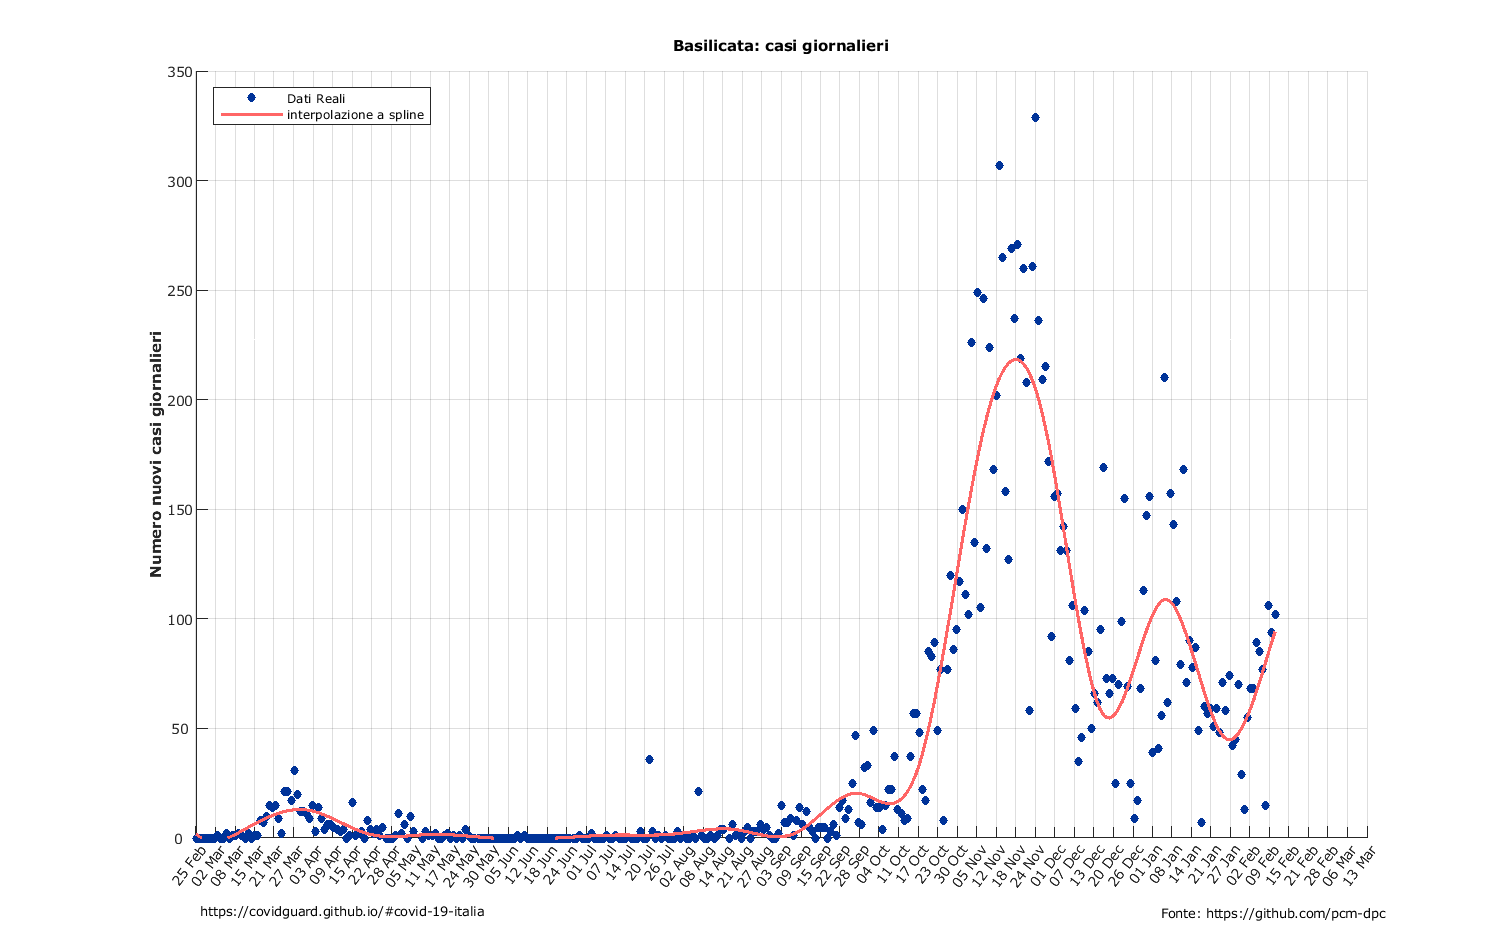 Basilicata: casi giornalieri
350
300
250
200
150
100
50
0
Dati Reali
interpolazione a spline
Numero nuovi casi giornalieri
25 Feb
02 Mar
08 Mar
15 Mar
21 Mar
27 Mar
03 Apr
09 Apr
15 Apr
22 Apr
28 Apr
05 May
11 May
17 May
24 May
30 May
05 Jun
12 Jun
18 Jun
24 Jun
01 Jul
07 Jul
14 Jul
20 Jul
26 Jul
02 Aug
08 Aug
14 Aug
21 Aug
27 Aug
03 Sep
09 Sep
15 Sep
22 Sep
28 Sep
04 Oct
11 Oct
17 Oct
23 Oct
30 Oct
05 Nov
12 Nov
18 Nov
24 Nov
01 Dec
07 Dec
13 Dec
20 Dec
26 Dec
01 Jan
08 Jan
14 Jan
21 Jan
27 Jan
02 Feb
09 Feb
15 Feb
21 Feb
28 Feb
06 Mar
13 Mar
https://covidguard.github.io/#covid-19-italia
Fonte: https://github.com/pcm-dpc